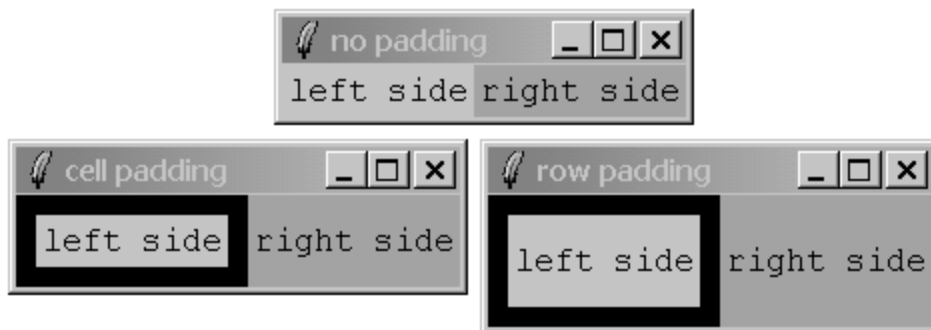 no padding
left side right side
cell padding
left side right side
row padding
left side right side